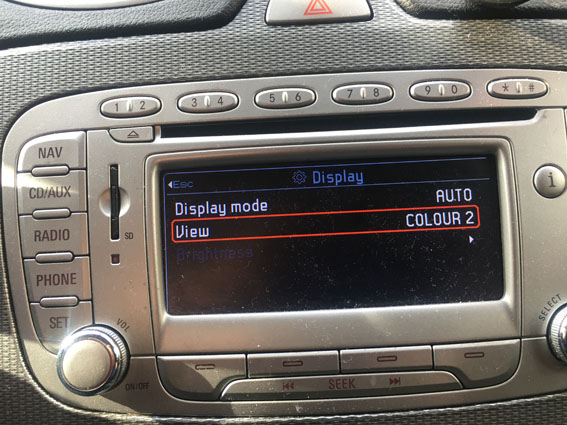 1 2
3 4
5 6
7 8
9 0
* #
NAV
CD/AUX
RADIO
PHONE
SET
SD
i
Esc
Display
Display mode AUTO
View COLOUR 2
Brightness
VOL
ON/OFF
SEEK
SELECT